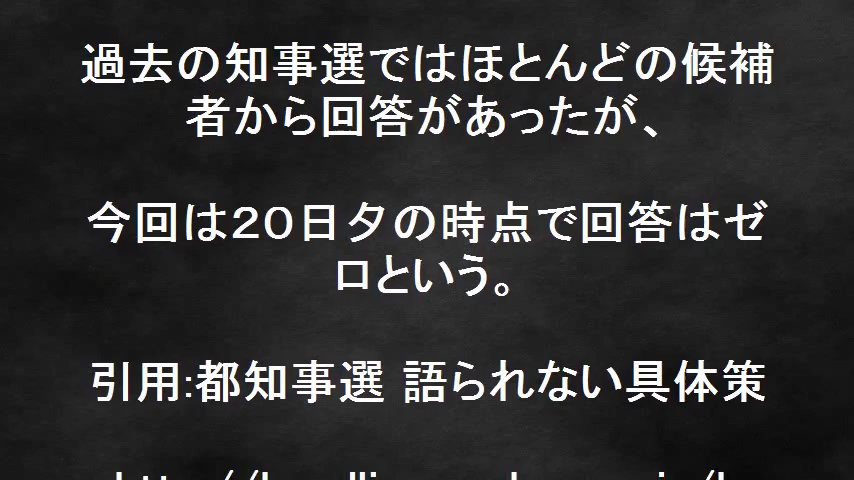 過去の知事選ではほとんどの候補
者から回答があったが、
今回は２０日夕の時点で回答はゼ
ロという。
引用:都知事選 語られない具体策